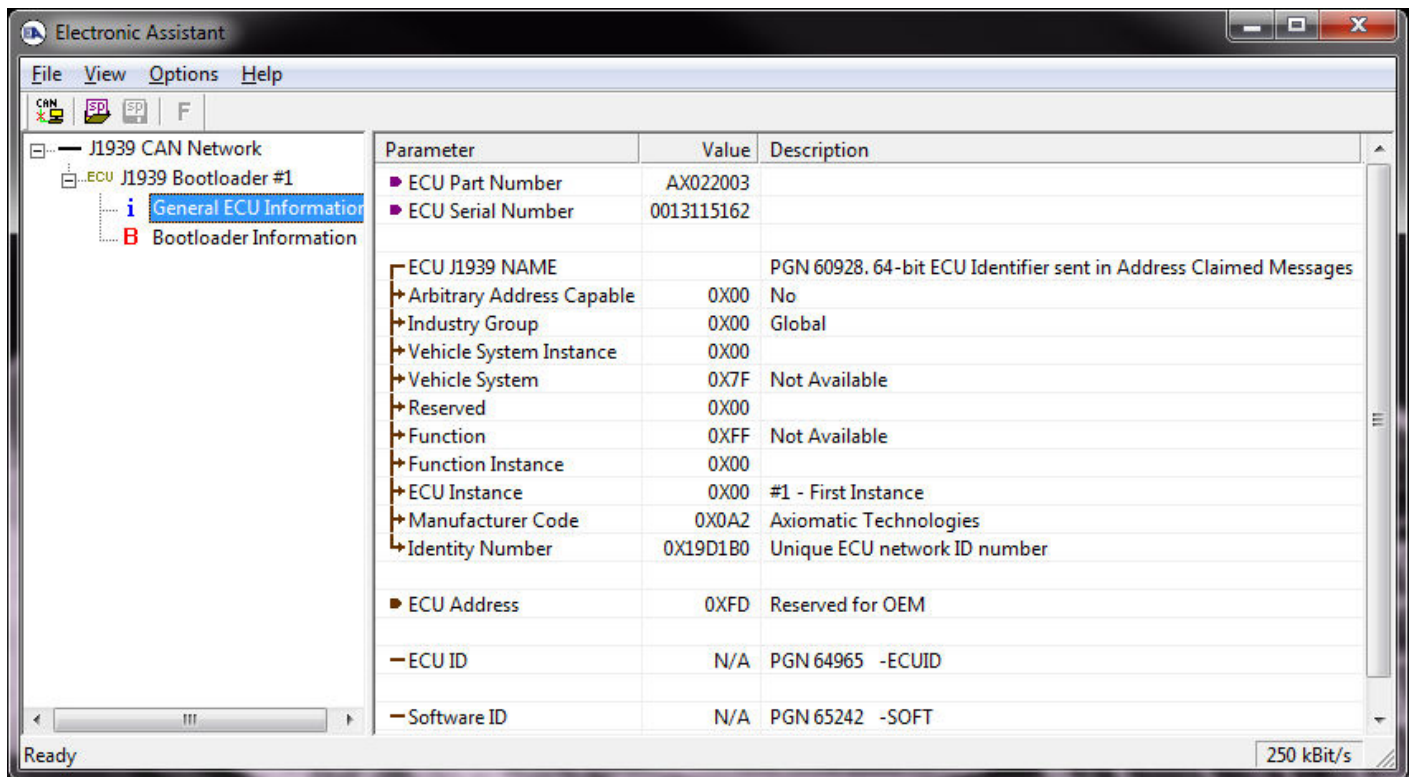 Electronic Assistant
File View Options Help
CAN SP SP F
J1939 CAN Network
ECU J1939 Bootloader #1
i General ECU Information
B Bootloader Information
Parameter Value Description
ECU Part Number AX022003
ECU Serial Number 0013115162
ECU J1939 NAME PGN 60928. 64-bit ECU Identifier sent in Address Claimed Messages
Arbitrary Address Capable 0X00 No
Industry Group 0X00 Global
Vehicle System Instance 0X00
Vehicle System 0X7F Not Available
Reserved 0X00
Function 0XFF Not Available
Function Instance 0X00
ECU Instance 0X00 #1 - First Instance
Manufacturer Code 0X0A2 Axiomatic Technologies
Identity Number 0X19D1B0 Unique ECU network ID number
ECU Address 0XFD Reserved for OEM
ECU ID N/A PGN 64965 -ECUID
Software ID N/A PGN 65242 -SOFT
Ready 250 kBit/s